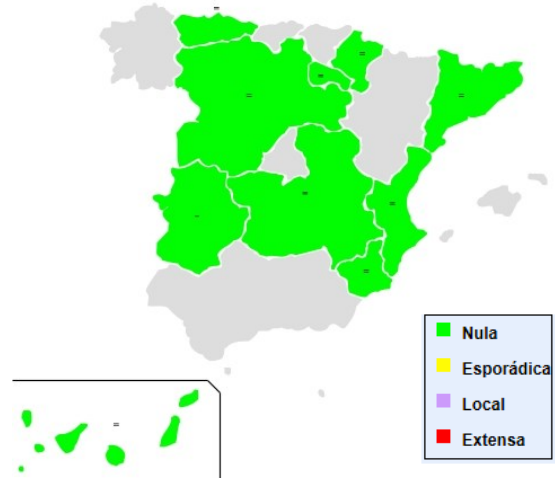 =
=
=
=
=
=
=
-
=
=
Nula
Esporádica
Local
Extensa